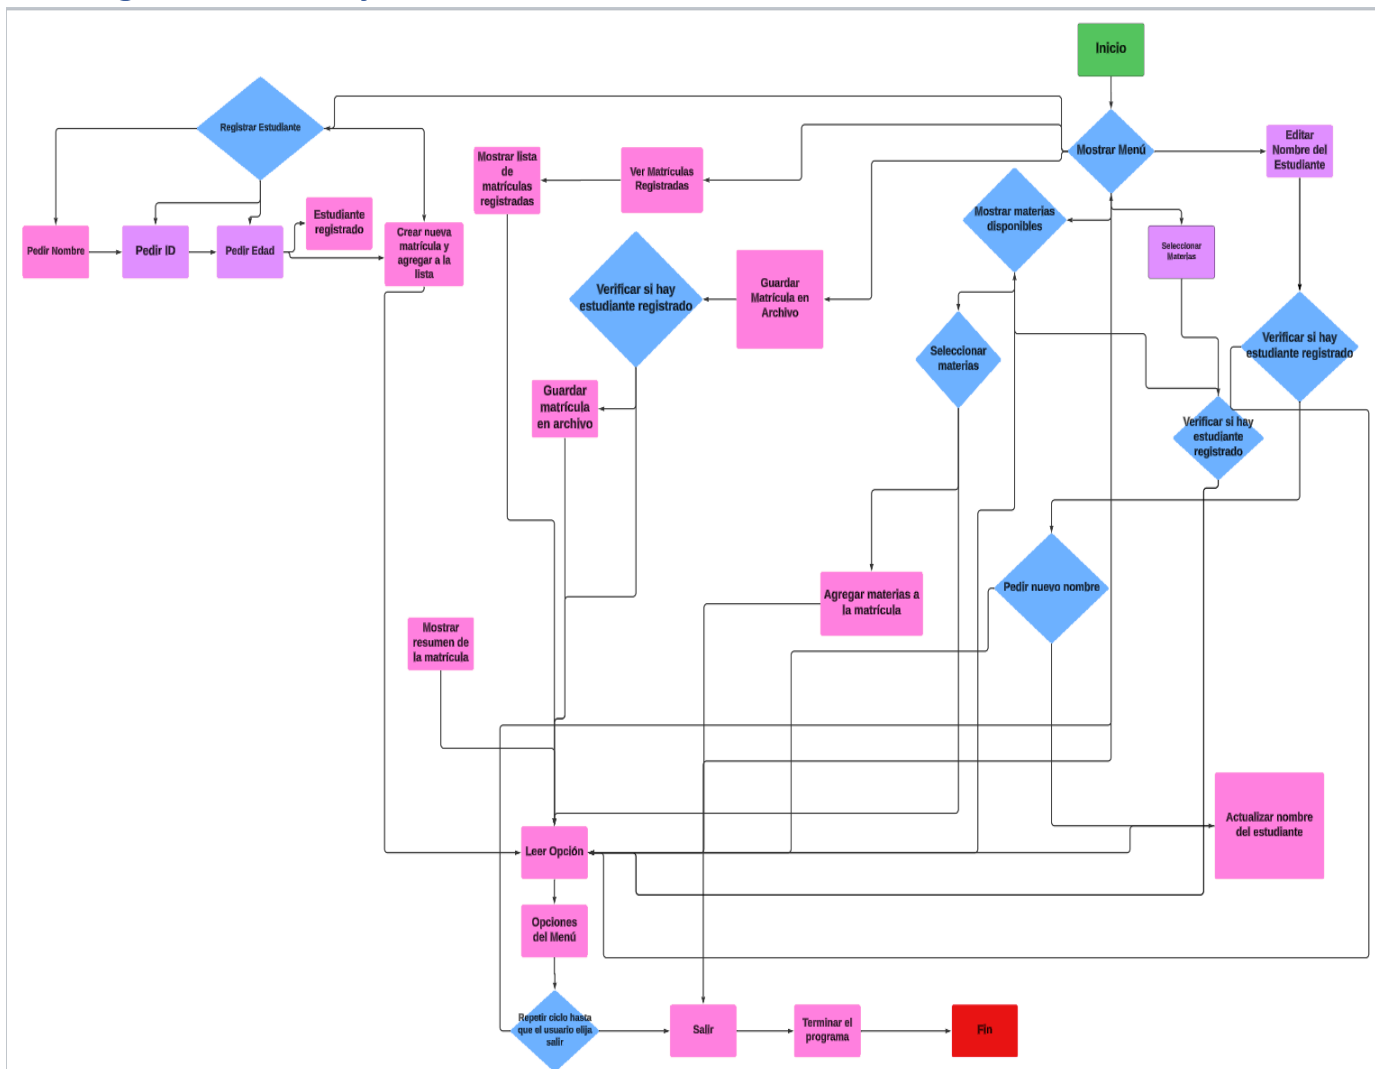 Inicio
Registrar Estudiante
Mostrar Menú
Editar
Nombre del
Estudiante
Mostrar lista
de
matrículas
registradas
Ver Matrículas
Registradas
Mostrar materias
disponibles
Estudiante
registrado
Seleccionar
Materias
Pedir Nombre
Pedir ID
Pedir Edad
Crear nueva
matrícula y
agregar a la
lista
Verificar si hay
estudiante registrado
Guardar
Matrícula en
Archivo
Seleccionar
materias
Verificar si hay
estudiante registrado
Guardar
matrícula
en archivo
Verificar si hay
estudiante
registrado
Agregar materias a
la matrícula
Pedir nuevo nombre
Mostrar
resumen de
la matrícula
Actualizar nombre
del estudiante
Leer Opción
Opciones
del Menú
Repetir ciclo hasta
que el usuario elija
salir
Salir
Terminar el
programa
Fin